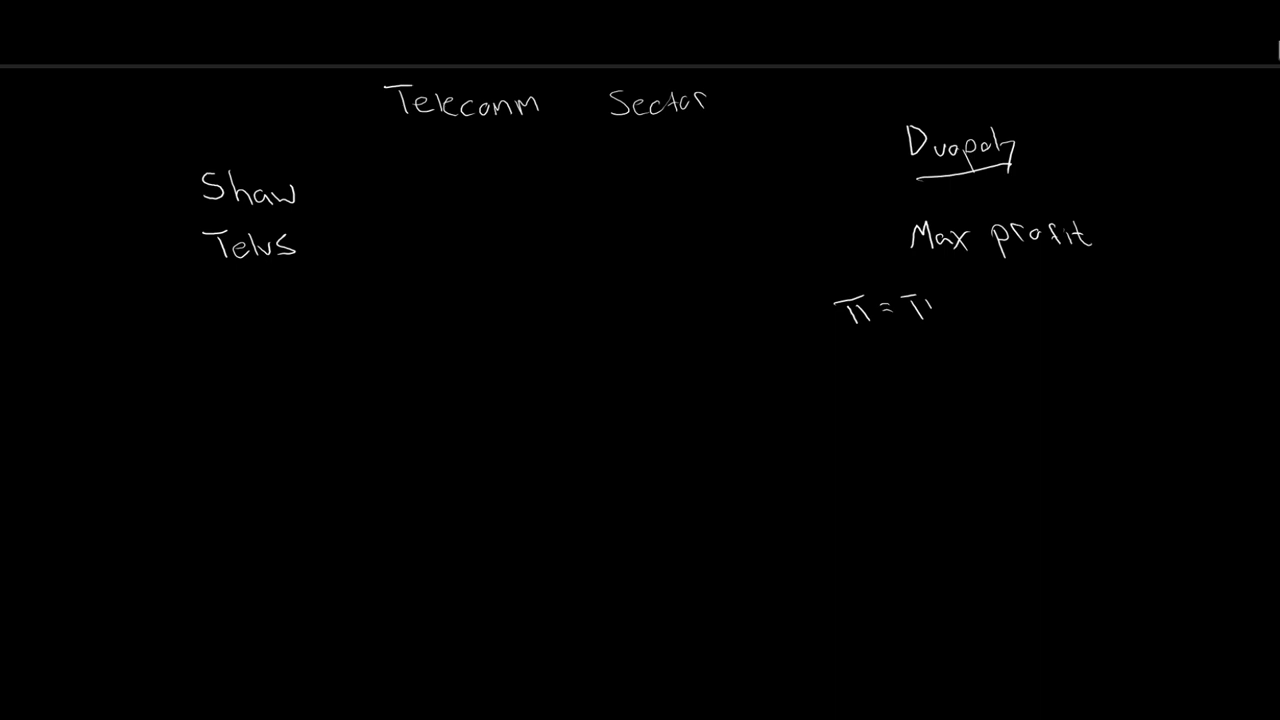 Telecomm Sector
Duopoly
Shaw
Telus
Max profit
π = T